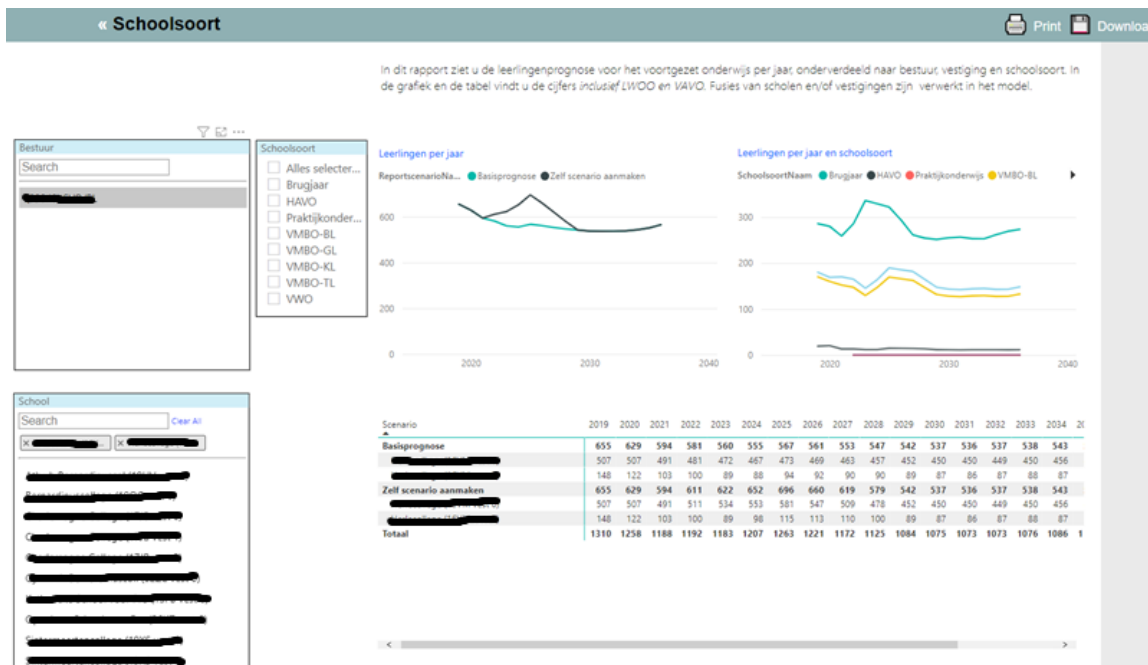 « Schoolsoort
Print Downloa
In dit rapport ziet u de leerlingenprognose voor het voortgezet onderwijs per jaar, onderverdeeld naar bestuur, vestiging en schoolsoort. In
de grafiek en de tabel vindt u de cijfers inclusief LWOO en VAVO. Fusies van scholen en/of vestigingen zijn verwerkt in het model.
Bestuur
Search
Schoolsoort
Alles selecter...
Brugjaar
HAVO
Praktijkonder...
VMBO-BL
VMBO-GL
VMBO-KL
VMBO-TL
VWO
Leerlingen per jaar
ReportscenarioNa... Basisprognose Zelf scenario aanmaken
600
400
200
0
2020 2030 2040
Leerlingen per jaar en schoolsoort
SchoolsoortNaam Brugjaar HAVO Praktijkonderwijs VMBO-BL
300
200
100
0
2020 2030 2040
School
Search Clear All
Scenario 2019 2020 2021 2022 2023 2024 2025 2026 2027 2028 2029 2030 2031 2032 2033 2034 20
Basisprognose 655 629 594 581 560 555 567 561 553 547 542 537 536 537 538 543
507 507 491 481 472 467 473 469 463 457 452 450 450 449 450 456
148 122 103 100 89 88 94 92 90 90 89 87 86 87 88 87
Zelf scenario aanmaken 655 629 594 611 622 652 696 660 619 579 542 537 536 537 538 543
507 507 491 511 534 553 581 547 509 478 452 450 450 449 450 456
148 122 103 100 89 98 115 113 110 100 89 87 86 87 88 87
Totaal 1310 1258 1188 1192 1183 1207 1263 1221 1172 1125 1084 1075 1073 1073 1076 1086 1